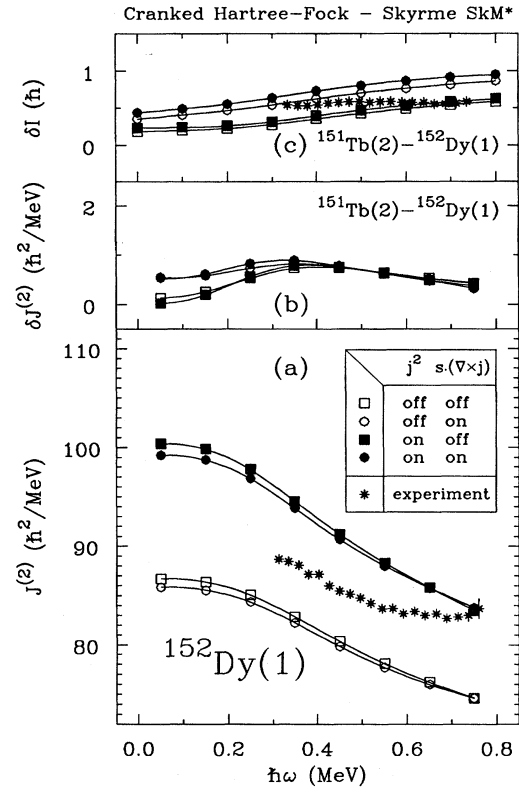 Cranked Hartree-Fock - Skyrme SkM*
δI (ħ)
1
0
(c) ¹⁵¹Tb(2)-¹⁵²Dy(1)
δJ⁽²⁾ (ħ²/MeV)
2
0
¹⁵¹Tb(2)-¹⁵²Dy(1)
(b)
J⁽²⁾ (ħ²/MeV)
110
100
90
80
(a)
j² s·(∇×j)
□ off off
○ off on
■ on off
● on on
* experiment
¹⁵²Dy(1)
0.0 0.2 0.4 0.6 0.8
ħω (MeV)